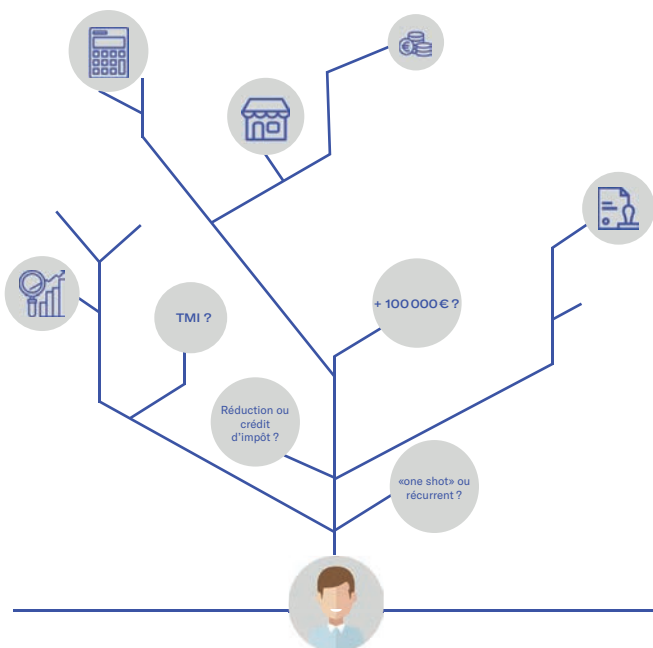 + 100 000 € ?
TMI ?
Réduction ou
crédit
d'impôt ?
«one shot» ou
récurrent ?